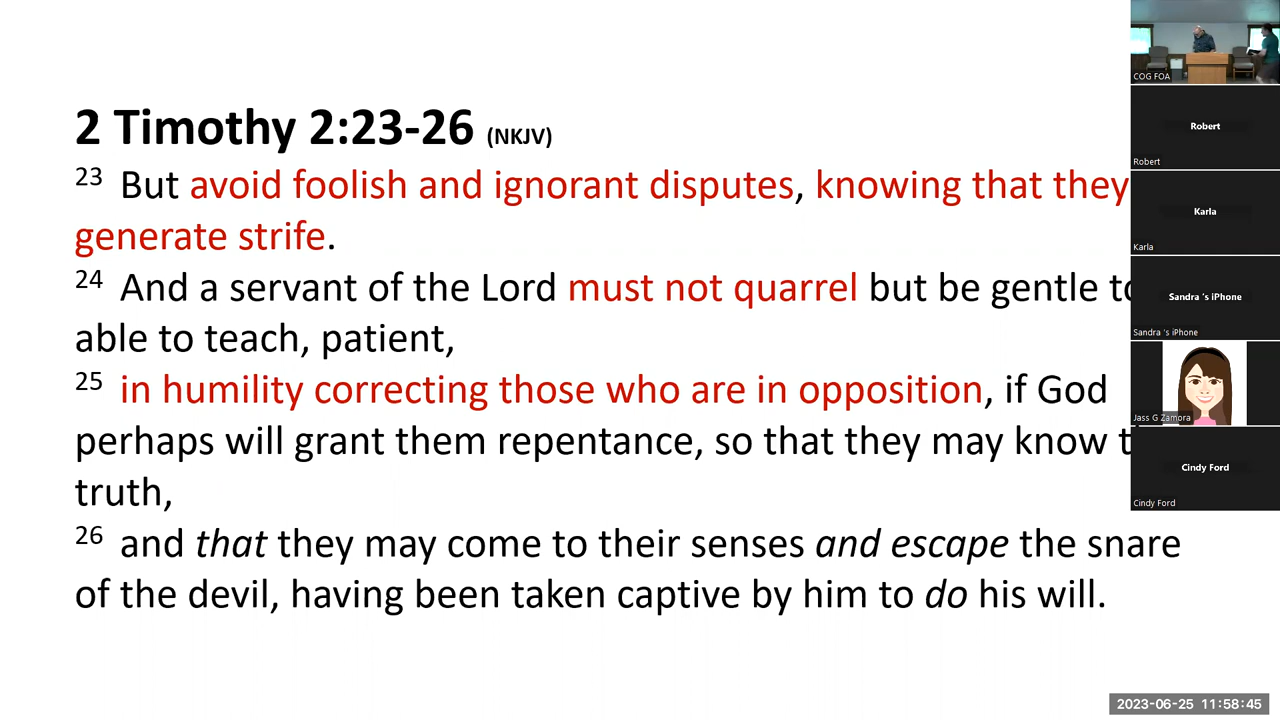 2 Timothy 2:23-26 (NKJV)
23 But avoid foolish and ignorant disputes, knowing that they
generate strife.
24 And a servant of the Lord must not quarrel but be gentle
able to teach, patient,
25 in humility correcting those who are in opposition, if God
perhaps will grant them repentance, so that they may know
truth,
26 and that they may come to their senses and escape the snare
of the devil, having been taken captive by him to do his will.
COG FOA
Robert
Robert
Karla
Karla
Sandra 's iPhone
Sandra 's iPhone
Jass G Zamora
Cindy Ford
Cindy Ford
2023-06-25 11:58:45